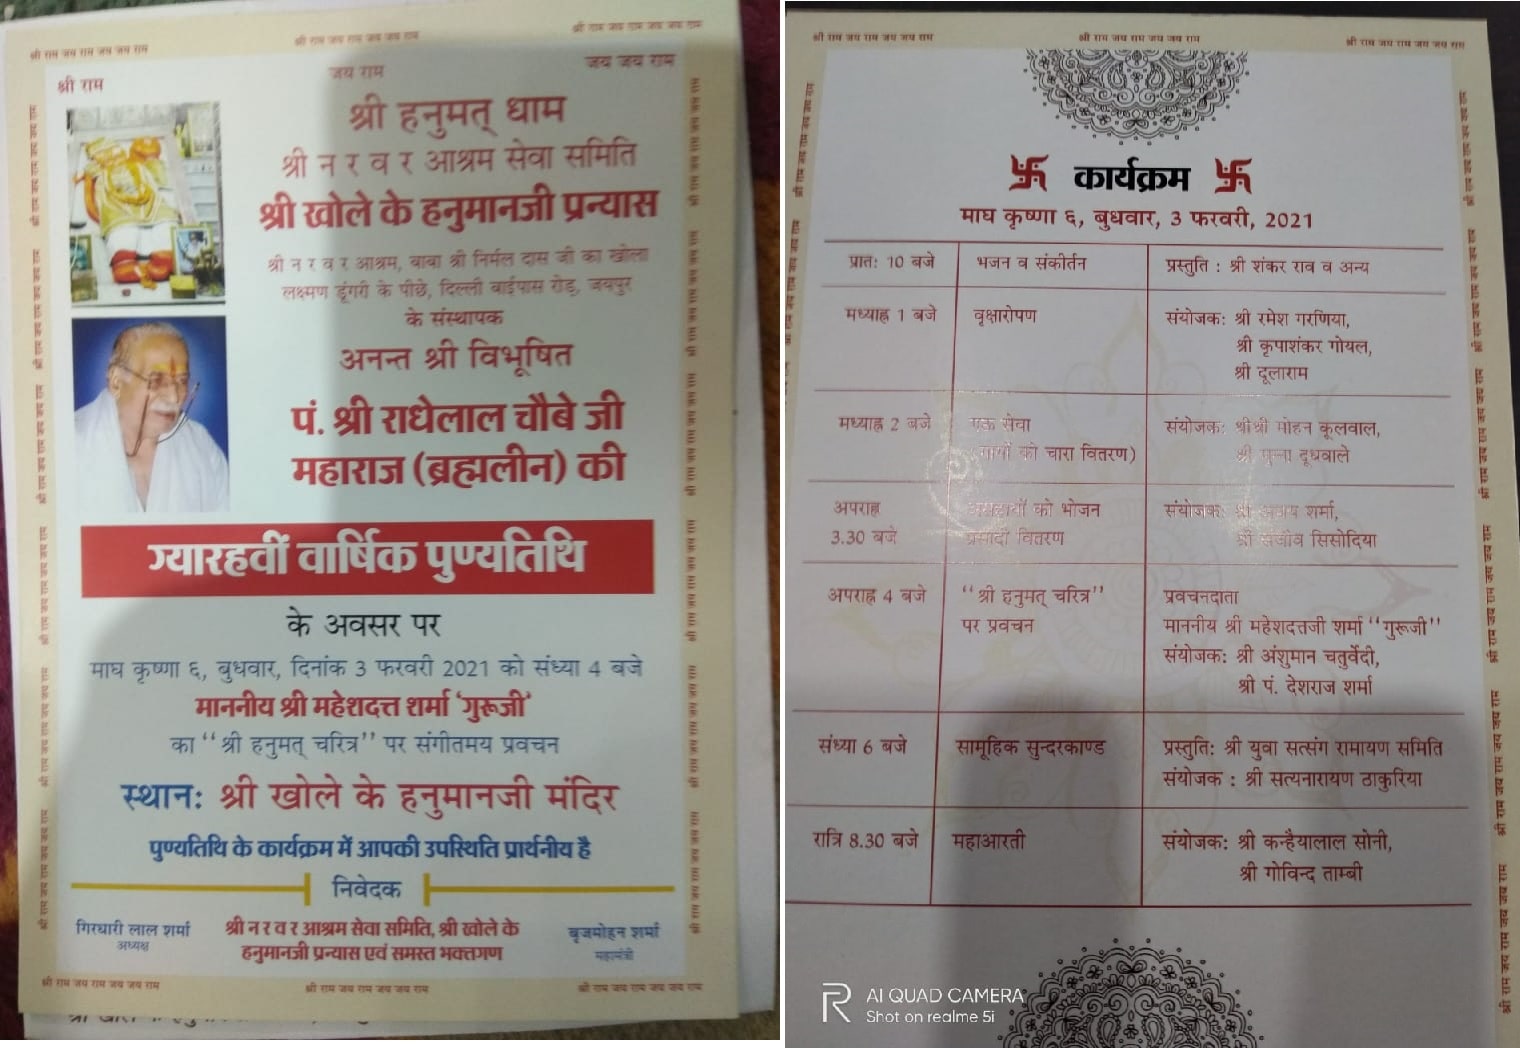 श्री राम जय राम जय जय राम
श्री राम जय राम जय जय राम
श्री राम जय राम जय जय राम
श्री राम
जय राम
जय जय राम
श्री हनुमत् धाम
श्री न र व र आश्रम सेवा समिति
श्री खोले के हनुमानजी प्रन्यास
श्री न र व र आश्रम, बाबा श्री निर्मल दास जी का खोला
लक्ष्मण डूंगरी के पीछे, दिल्ली बाईपास रोड़, जयपुर
के संस्थापक
अनन्त श्री विभूषित
पं. श्री राधेलाल चौबे जी
महाराज (ब्रह्मलीन) की
ग्यारहवीं वार्षिक पुण्यतिथि
के अवसर पर
माघ कृष्णा ६, बुधवार, दिनांक 3 फरवरी 2021 को संध्या 4 बजे
माननीय श्री महेशदत्त शर्मा ‘गुरूजी’
का “श्री हनुमत् चरित्र” पर संगीतमय प्रवचन
स्थान: श्री खोले के हनुमानजी मंदिर
पुण्यतिथि के कार्यक्रम में आपकी उपस्थिति प्रार्थनीय है
निवेदक
गिरधारी लाल शर्मा
अध्यक्ष
श्री न र व र आश्रम सेवा समिति, श्री खोले के
हनुमानजी प्रन्यास एवं समस्त भक्तगण
बृजमोहन शर्मा
महामंत्री
श्री राम जय राम जय जय राम
श्री राम जय राम जय जय राम
श्री राम जय राम जय जय राम
श्री राम जय राम जय जय राम
श्री राम जय राम जय जय राम
श्री राम जय राम जय जय राम
कार्यक्रम
माघ कृष्णा ६, बुधवार, 3 फरवरी, 2021
प्रात: 10 बजे
भजन व संकीर्तन
प्रस्तुति : श्री शंकर राव व अन्य
मध्याह्न 1 बजे
वृक्षारोपण
संयोजक: श्री रमेश गरणिया,
श्री कृपाशंकर गोयल,
श्री दूलाराम
मध्याह्न 2 बजे
सेवा
को चारा वितरण)
संयोजक: श्रीश्री मोहन कूलवाल,
श्री मुन्ना दूधवाले
अपराह्न
3.30 बजे
को भोजन
प्रसादी वितरण
संयोजक: श्री शर्मा,
श्री संजीव सिसोदिया
अपराह्न 4 बजे
“श्री हनुमत् चरित्र”
पर प्रवचन
प्रवचनदाता
माननीय श्री महेशदत्तजी शर्मा “गुरूजी”
संयोजक: श्री अंशुमान चतुर्वेदी,
श्री पं. देशराज शर्मा
संध्या 6 बजे
सामूहिक सुन्दरकाण्ड
प्रस्तुति: श्री युवा सत्संग रामायण समिति
संयोजक : श्री सत्यनारायण ठाकुरिया
रात्रि 8.30 बजे
महाआरती
संयोजक: श्री कन्हैयालाल सोनी,
श्री गोविन्द ताम्बी
R
AI QUAD CAMERA
Shot on realme 5i